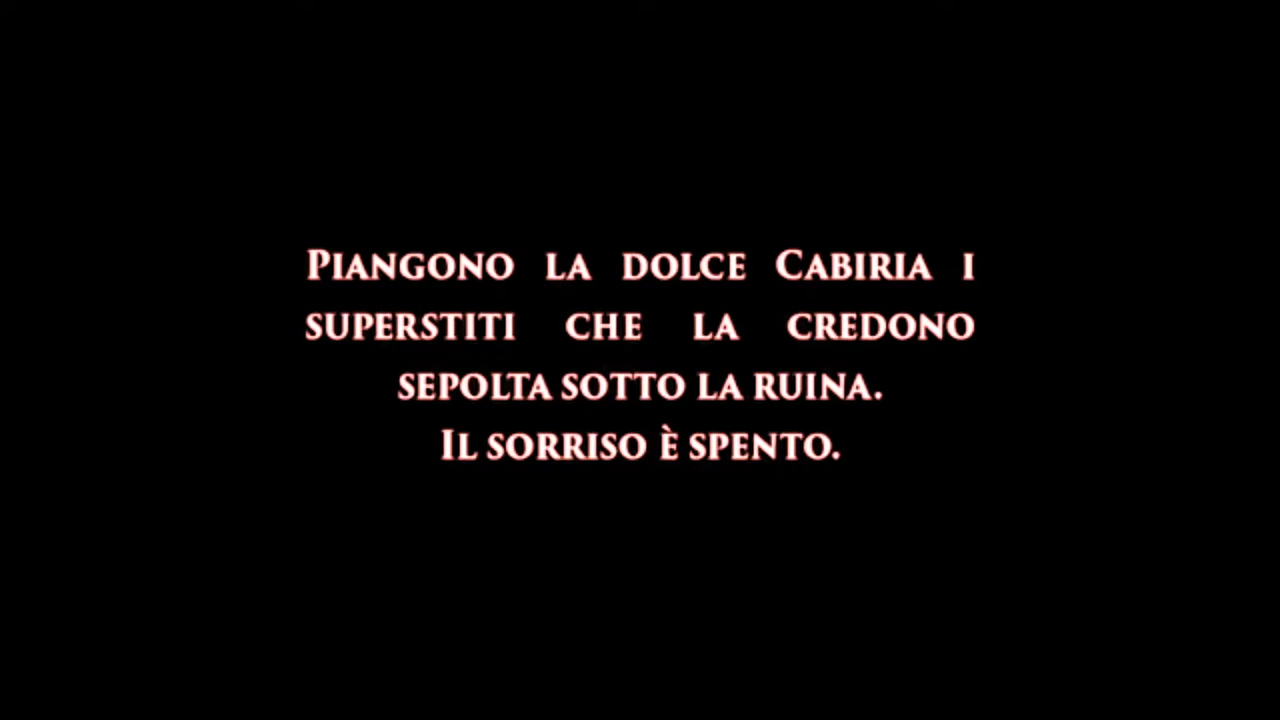 Piangono la dolce Cabiria i
superstiti che la credono
sepolta sotto la ruina.
Il sorriso è spento.